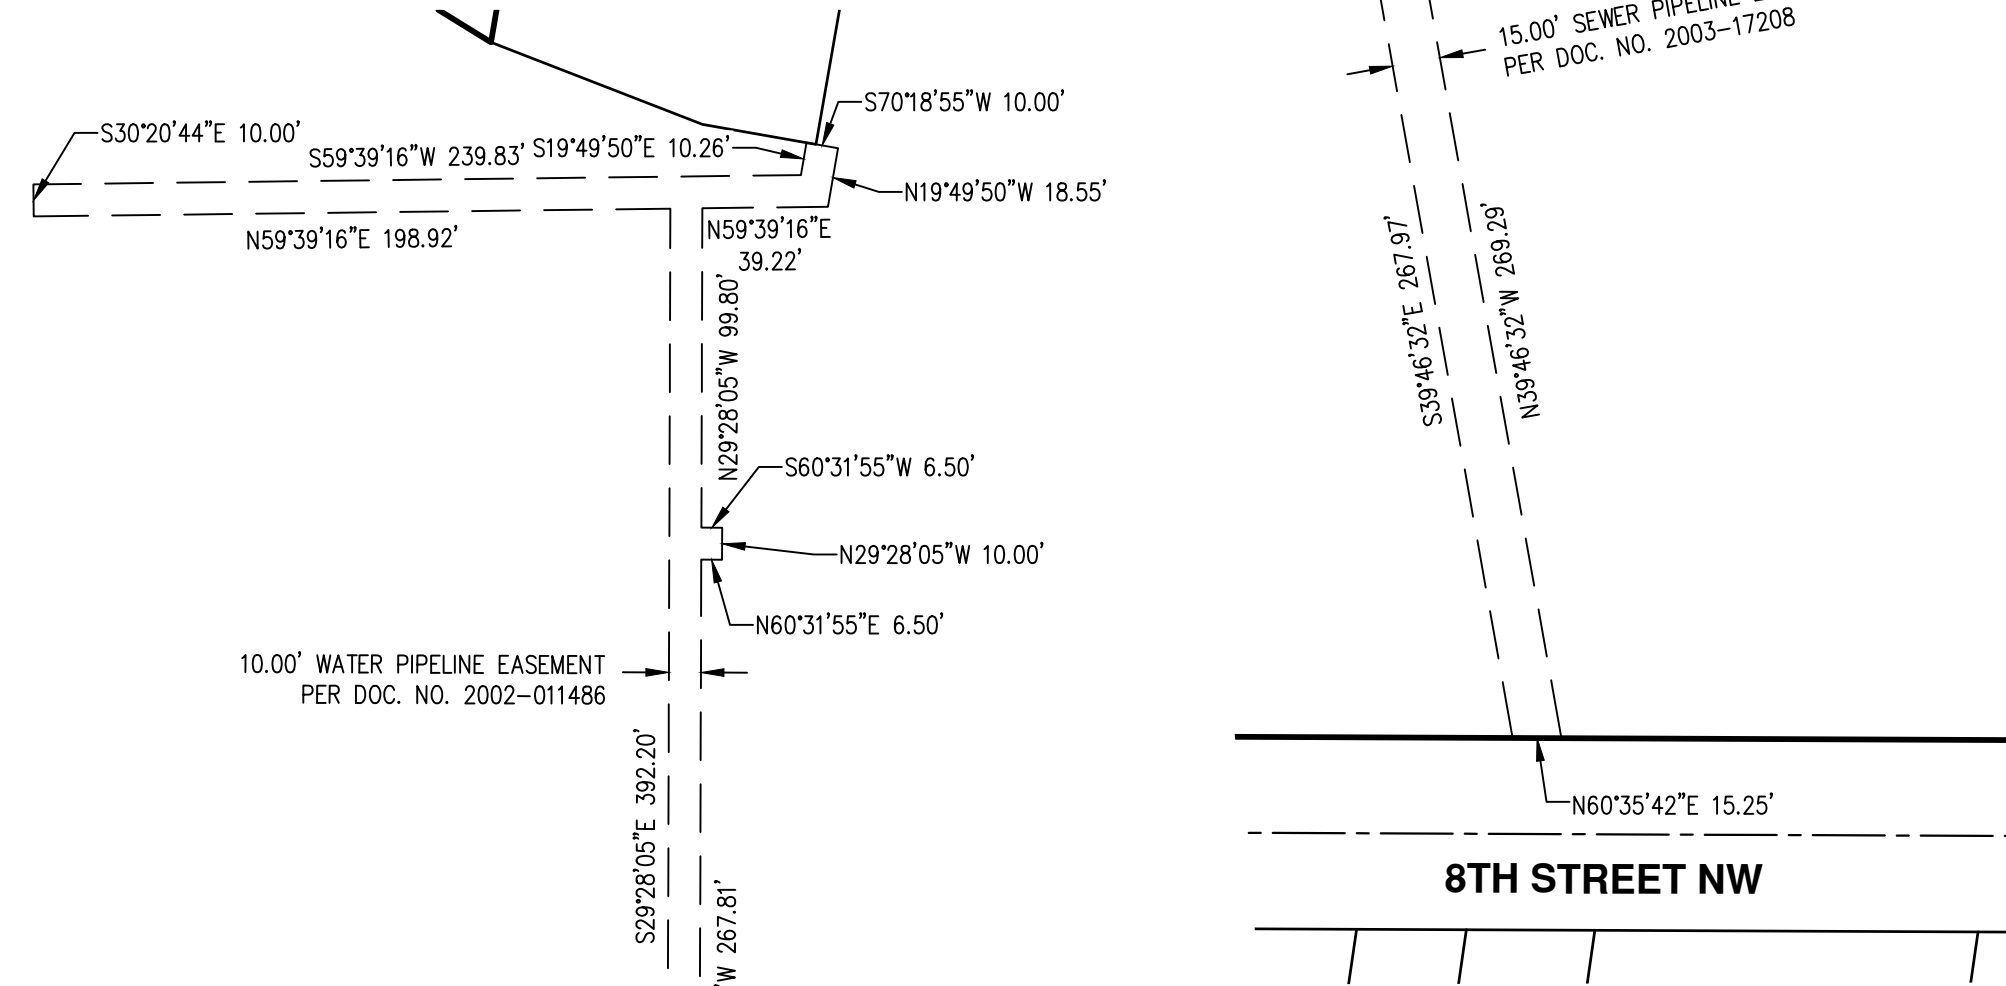 15.00' SEWER PIPELINE
PER DOC. NO. 2003-17208
S70°18'55"W 10.00'
S30°20'44"E 10.00'
S59°39'16"W 239.83'
S19°49'50"E 10.26'
N19°49'50"W 18.55'
N59°39'16"E 198.92'
N59°39'16"E
39.22'
N29°28'05"W 99.80'
S39°46'32"E 267.97'
N39°46'32"W 269.29'
S60°31'55"W 6.50'
N29°28'05"W 10.00'
N60°31'55"E 6.50'
10.00' WATER PIPELINE EASEMENT
PER DOC. NO. 2002-011486
S29°28'05"E 392.20'
"W 267.81'
N60°35'42"E 15.25'
8TH STREET NW